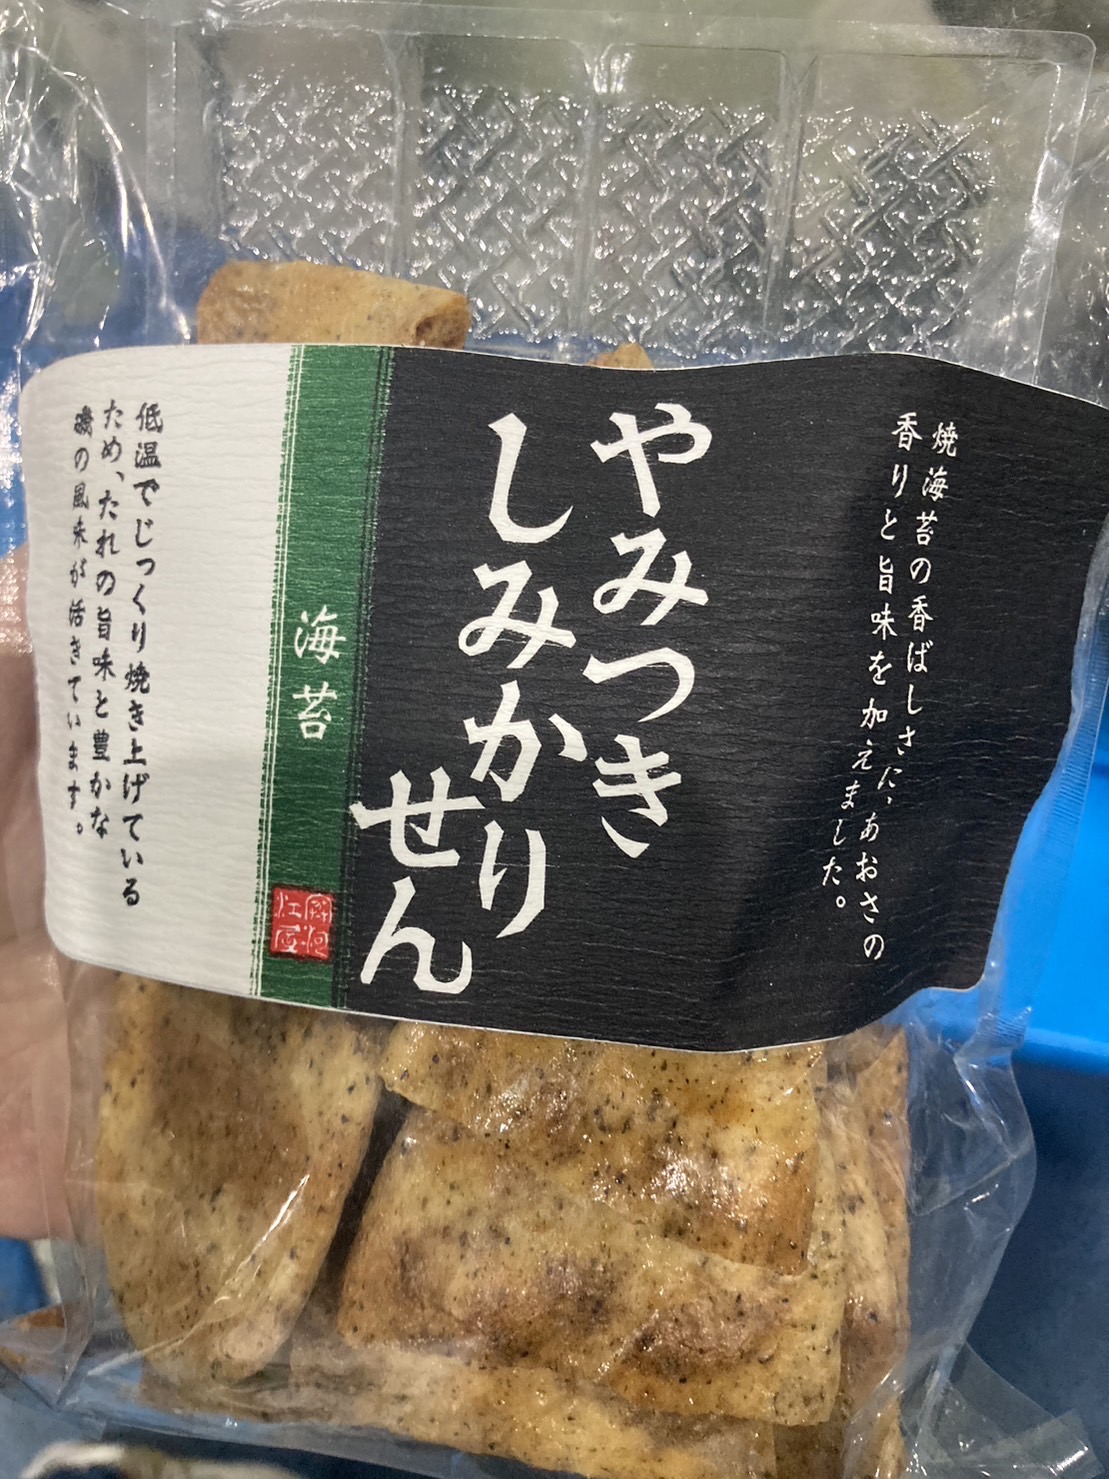 焼海苔の香ばしさに、あおさの
香りと旨味を加えました。
やみつき
しみかり
せん
海苔
低温でじっくり焼き上げている
ため、たれの旨味と豊かな
磯の風味が活きています。